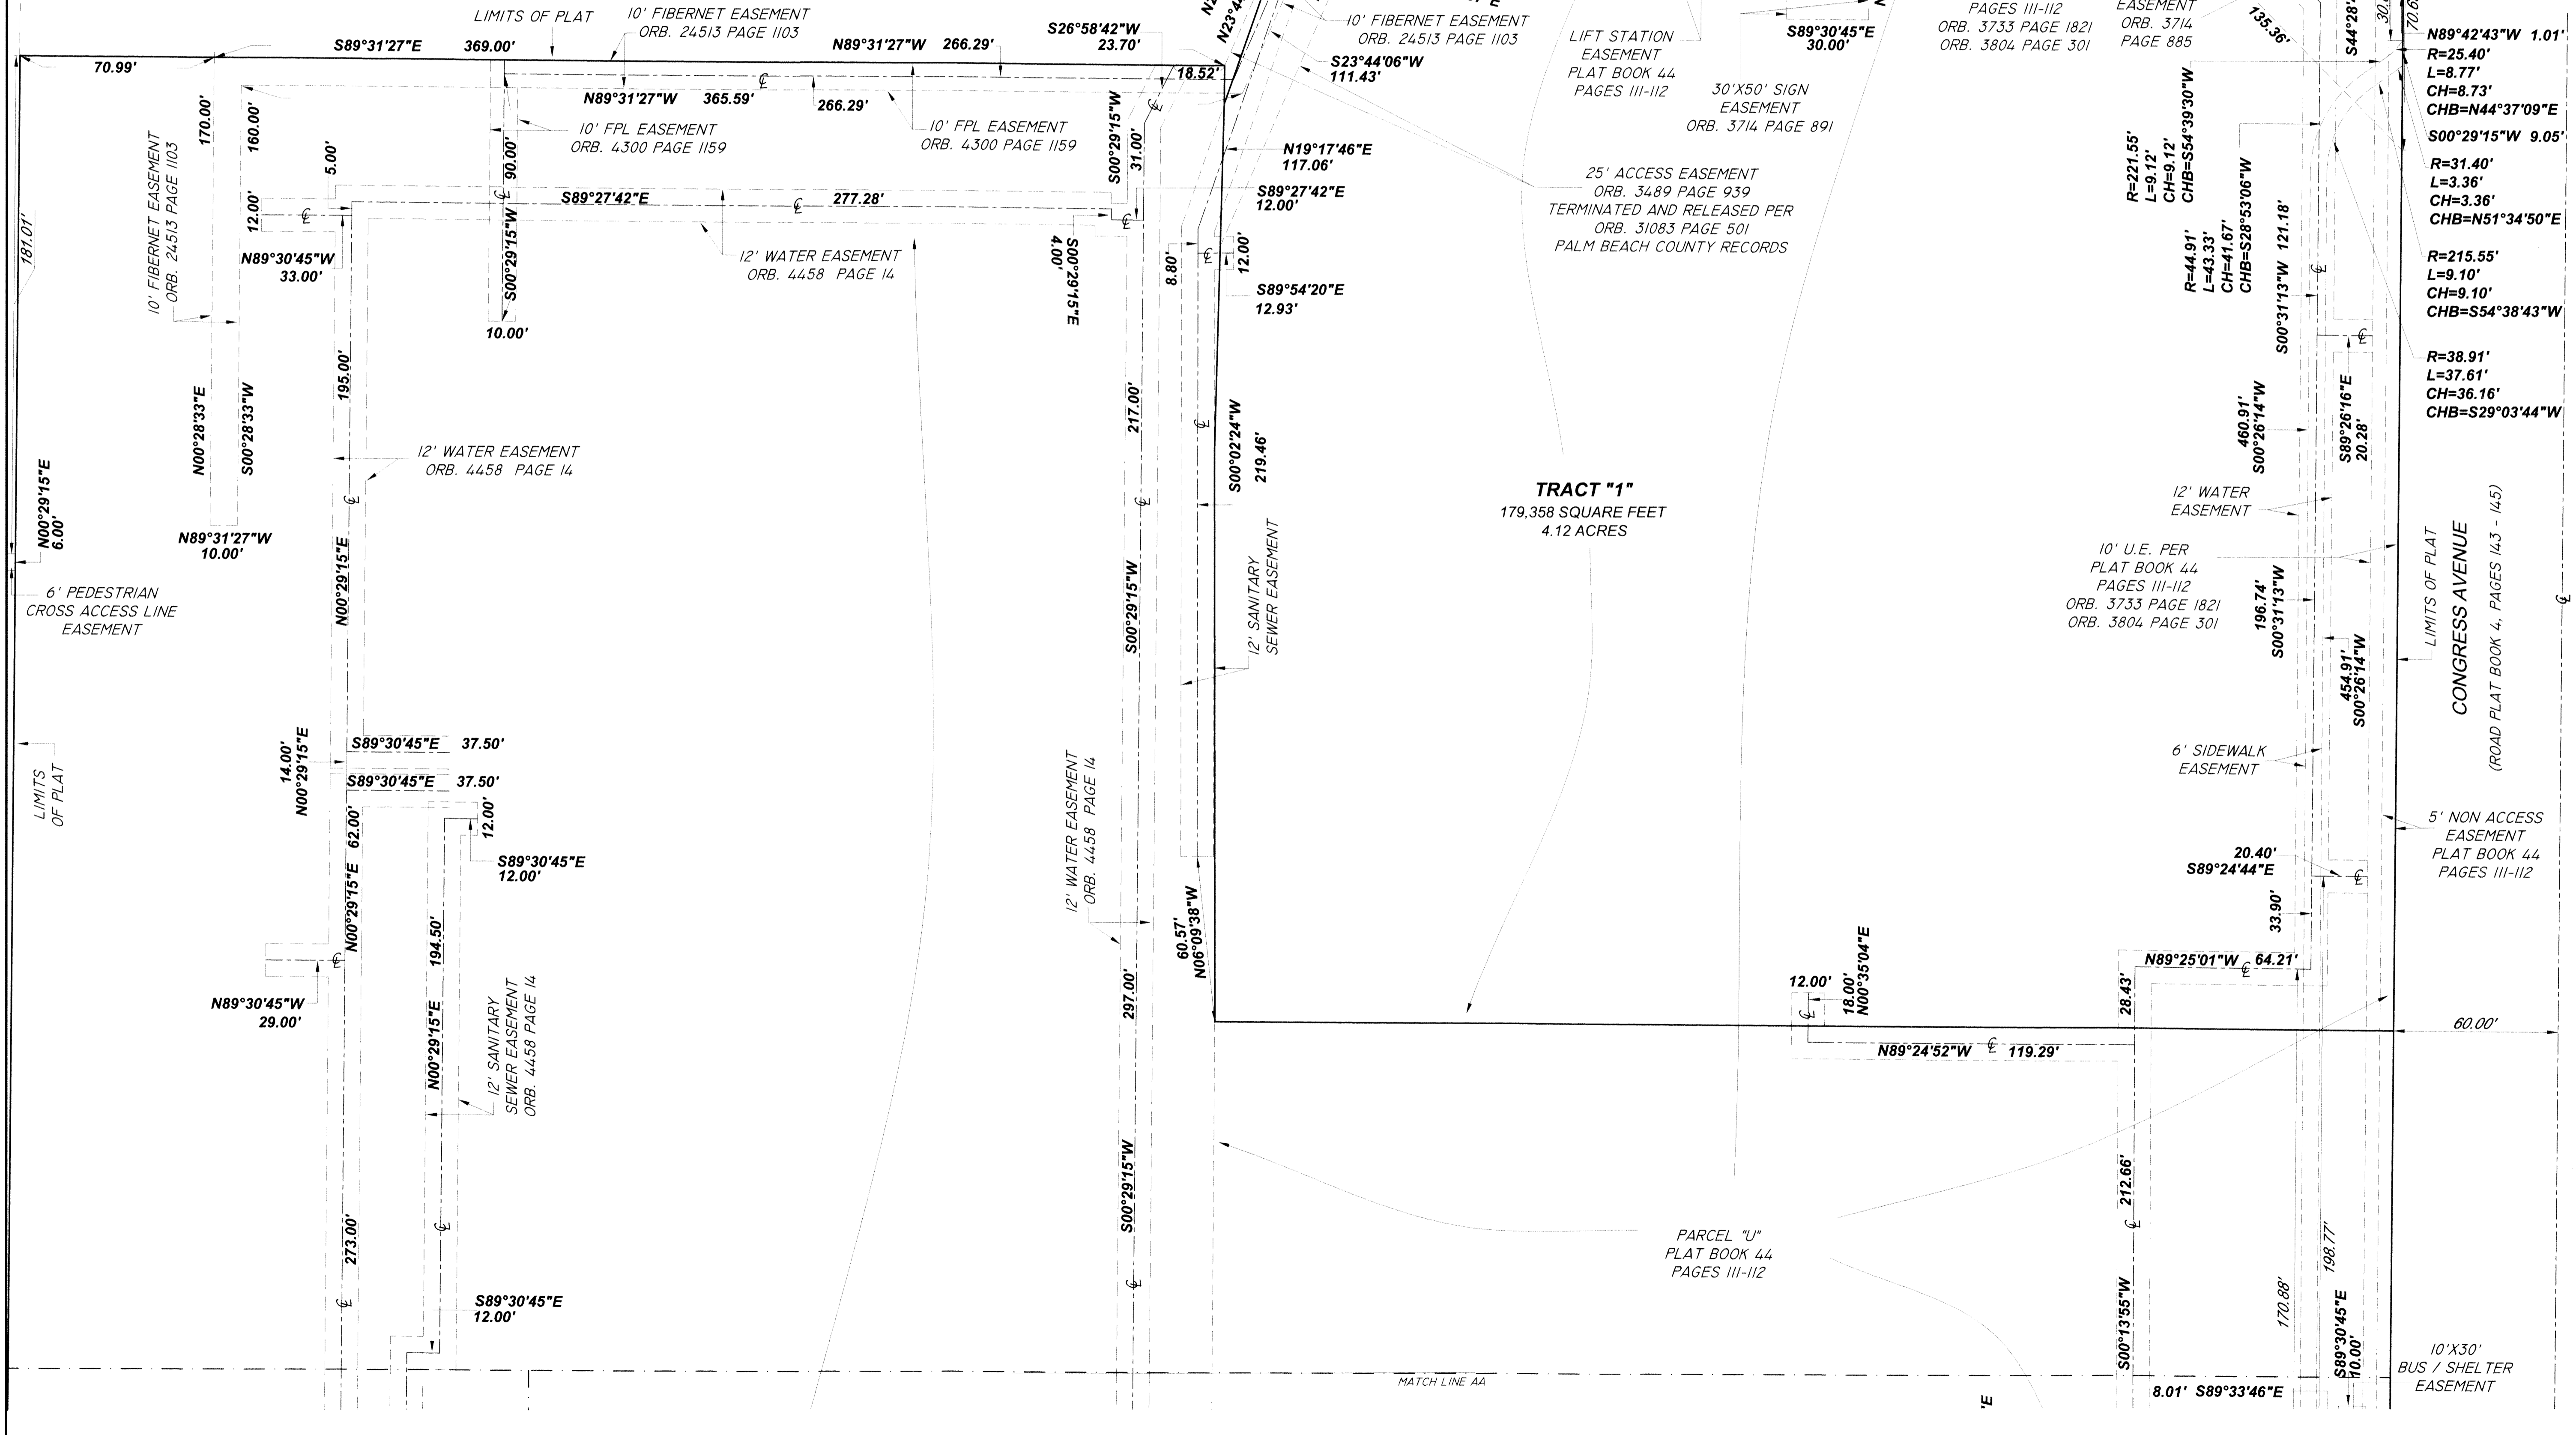 LIMITS OF PLAT
10' FIBERNET EASEMENT
ORB. 24513 PAGE 1103
S89°31'27"E 369.00'
70.99'
N89°31'27"W 266.29'
S26°58'42"W
23.70'
18.52'
N23°44
10' FIBERNET EASEMENT
ORB. 24513 PAGE 1103
S23°44'06"W
111.43'
LIFT STATION
EASEMENT
PLAT BOOK 44
PAGES 111-112
S89°30'45"E
30.00'
30'X50' SIGN
EASEMENT
ORB. 3714 PAGE 891
PAGES 111-112
ORB. 3733 PAGE 1821
ORB. 3804 PAGE 301
EASEMENT
ORB. 3714
PAGE 885
135.36'
S44°28'
70.6
N89°42'43"W 1.01'
R=25.40'
L=8.77'
CH=8.73'
CHB=N44°37'09"E
S00°29'15"W 9.05'
R=31.40'
L=3.36'
CH=3.36'
CHB=N51°34'50"E
R=215.55'
L=9.10'
CH=9.10'
CHB=S54°38'43"W
R=38.91'
L=37.61'
CH=36.16'
CHB=S29°03'44"W
R=221.55'
L=9.12'
CH=9.12'
CHB=S54°39'30"W
R=44.91'
L=43.33'
CH=41.67'
CHB=S28°53'06"W
S00°31'13"W 121.18'
N89°31'27"W 365.59'
266.29'
10' FPL EASEMENT
ORB. 4300 PAGE 1159
10' FPL EASEMENT
ORB. 4300 PAGE 1159
170.00'
160.00'
10' FIBERNET EASEMENT
ORB. 24513 PAGE 1103
181.07'
5.00'
12.00'
N89°30'45"W
33.00'
90.00'
S00°29'15"W
10.00'
S89°27'42"E 277.28'
12' WATER EASEMENT
ORB. 4458 PAGE 14
S00°29'15"W
31.00'
S00°29'15"E
4.00'
N19°17'46"E
117.06'
S89°27'42"E
12.00'
8.80'
12.00'
S89°54'20"E
12.93'
25' ACCESS EASEMENT
ORB. 3489 PAGE 939
TERMINATED AND RELEASED PER
ORB. 31083 PAGE 501
PALM BEACH COUNTY RECORDS
195.00'
N00°28'33"E
S00°28'33"W
N89°31'27"W
10.00'
12' WATER EASEMENT
ORB. 4458 PAGE 14
N00°29'15"E
6.00'
6' PEDESTRIAN
CROSS ACCESS LINE
EASEMENT
N00°29'15"E
217.00'
S00°29'15"W
S00°02'24"W
219.46'
12' SANITARY
SEWER EASEMENT
TRACT "1"
179,358 SQUARE FEET
4.12 ACRES
460.91'
S00°26'14"W
S89°26'16"E
20.28'
12' WATER
EASEMENT
10' U.E. PER
PLAT BOOK 44
PAGES 111-112
ORB. 3733 PAGE 1821
ORB. 3804 PAGE 301
196.74'
S00°31'13"W
454.91'
S00°26'14"W
LIMITS OF PLAT
CONGRESS AVENUE
(ROAD PLAT BOOK 4, PAGES 143 - 145)
LIMITS
OF PLAT
14.00'
N00°29'15"E
S89°30'45"E 37.50'
S89°30'45"E 37.50'
N00°29'15"E 62.00'
12.00'
S89°30'45"E
12.00'
194.50'
N00°29'15"E
N89°30'45"W
29.00'
12' SANITARY
SEWER EASEMENT
ORB. 4458 PAGE 14
12' WATER EASEMENT
ORB. 4458 PAGE 14
60.57'
N06°09'38"W
297.00'
S00°29'15"W
6' SIDEWALK
EASEMENT
5' NON ACCESS
EASEMENT
PLAT BOOK 44
PAGES 111-112
20.40'
S89°24'44"E
33.90'
N89°25'01"W 64.21'
28.43'
12.00'
18.00'
N00°35'04"E
N89°24'52"W 119.29'
60.00'
273.00'
S89°30'45"E
12.00'
PARCEL "U"
PLAT BOOK 44
PAGES 111-112
212.66'
S00°13'55"W
170.88'
198.77'
S89°30'45"E
10.00'
10'X30'
BUS / SHELTER
EASEMENT
MATCH LINE AA
8.01' S89°33'46"E
'E